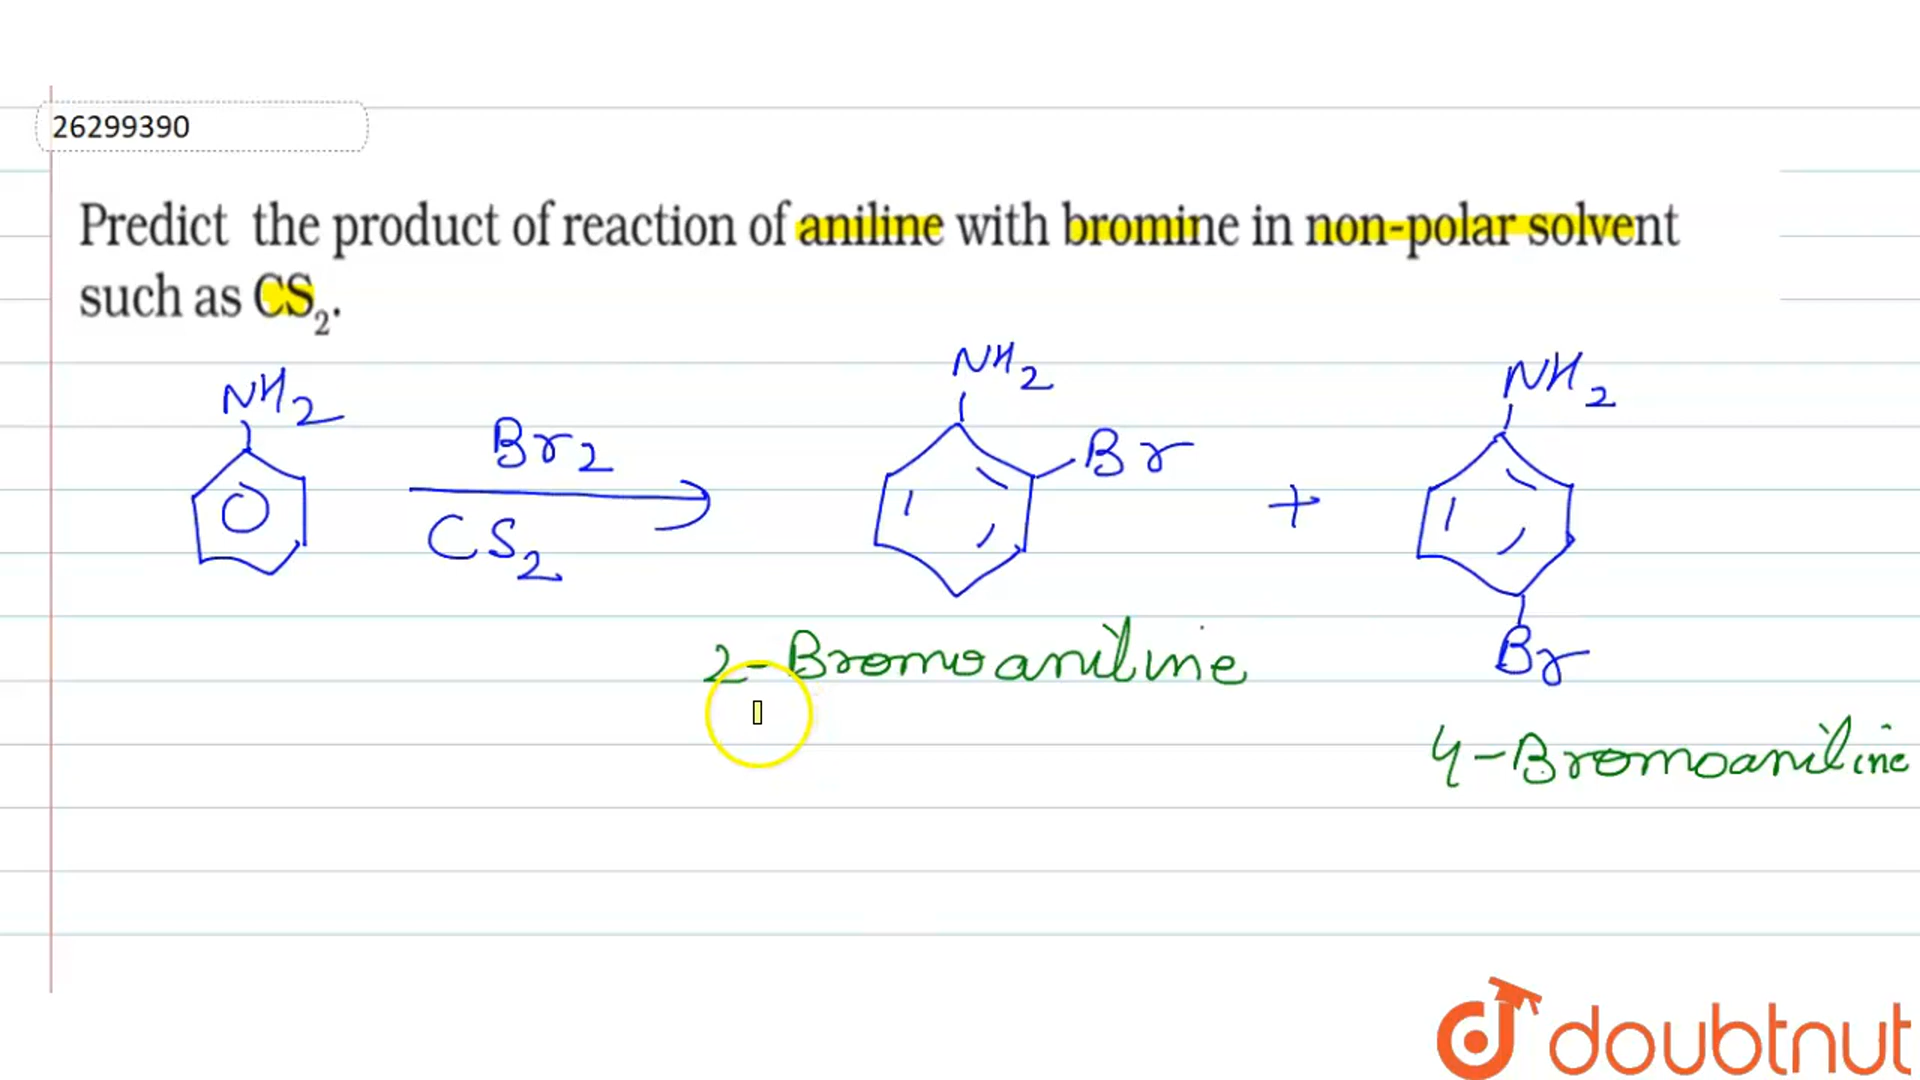 26299390
Predict the product of reaction of aniline with bromine in non-polar solvent
such as CS₂.
NH₂
Br₂
CS₂
NH₂
Br
+
NH₂
Br
2-Bromoaniline
4-Bromoaniline
doubtnut